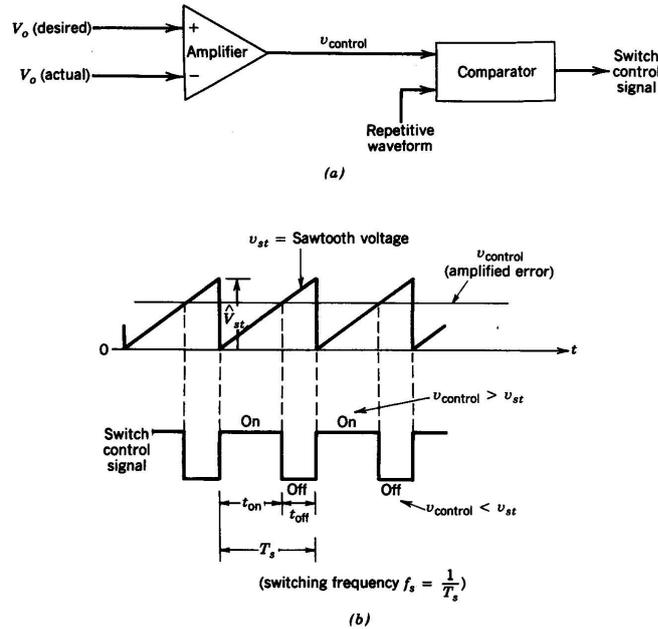 V_o (desired)
V_o (actual)
+
−
Amplifier
v_control
Comparator
Switch
control
signal
Repetitive
waveform
(a)
v_st = Sawtooth voltage
v_control
(amplified error)
V̂_st
0
t
On
On
v_control > v_st
Switch
control
signal
Off
Off
v_control < v_st
t_on
t_off
T_s
(switching frequency f_s = 1/T_s)
(b)